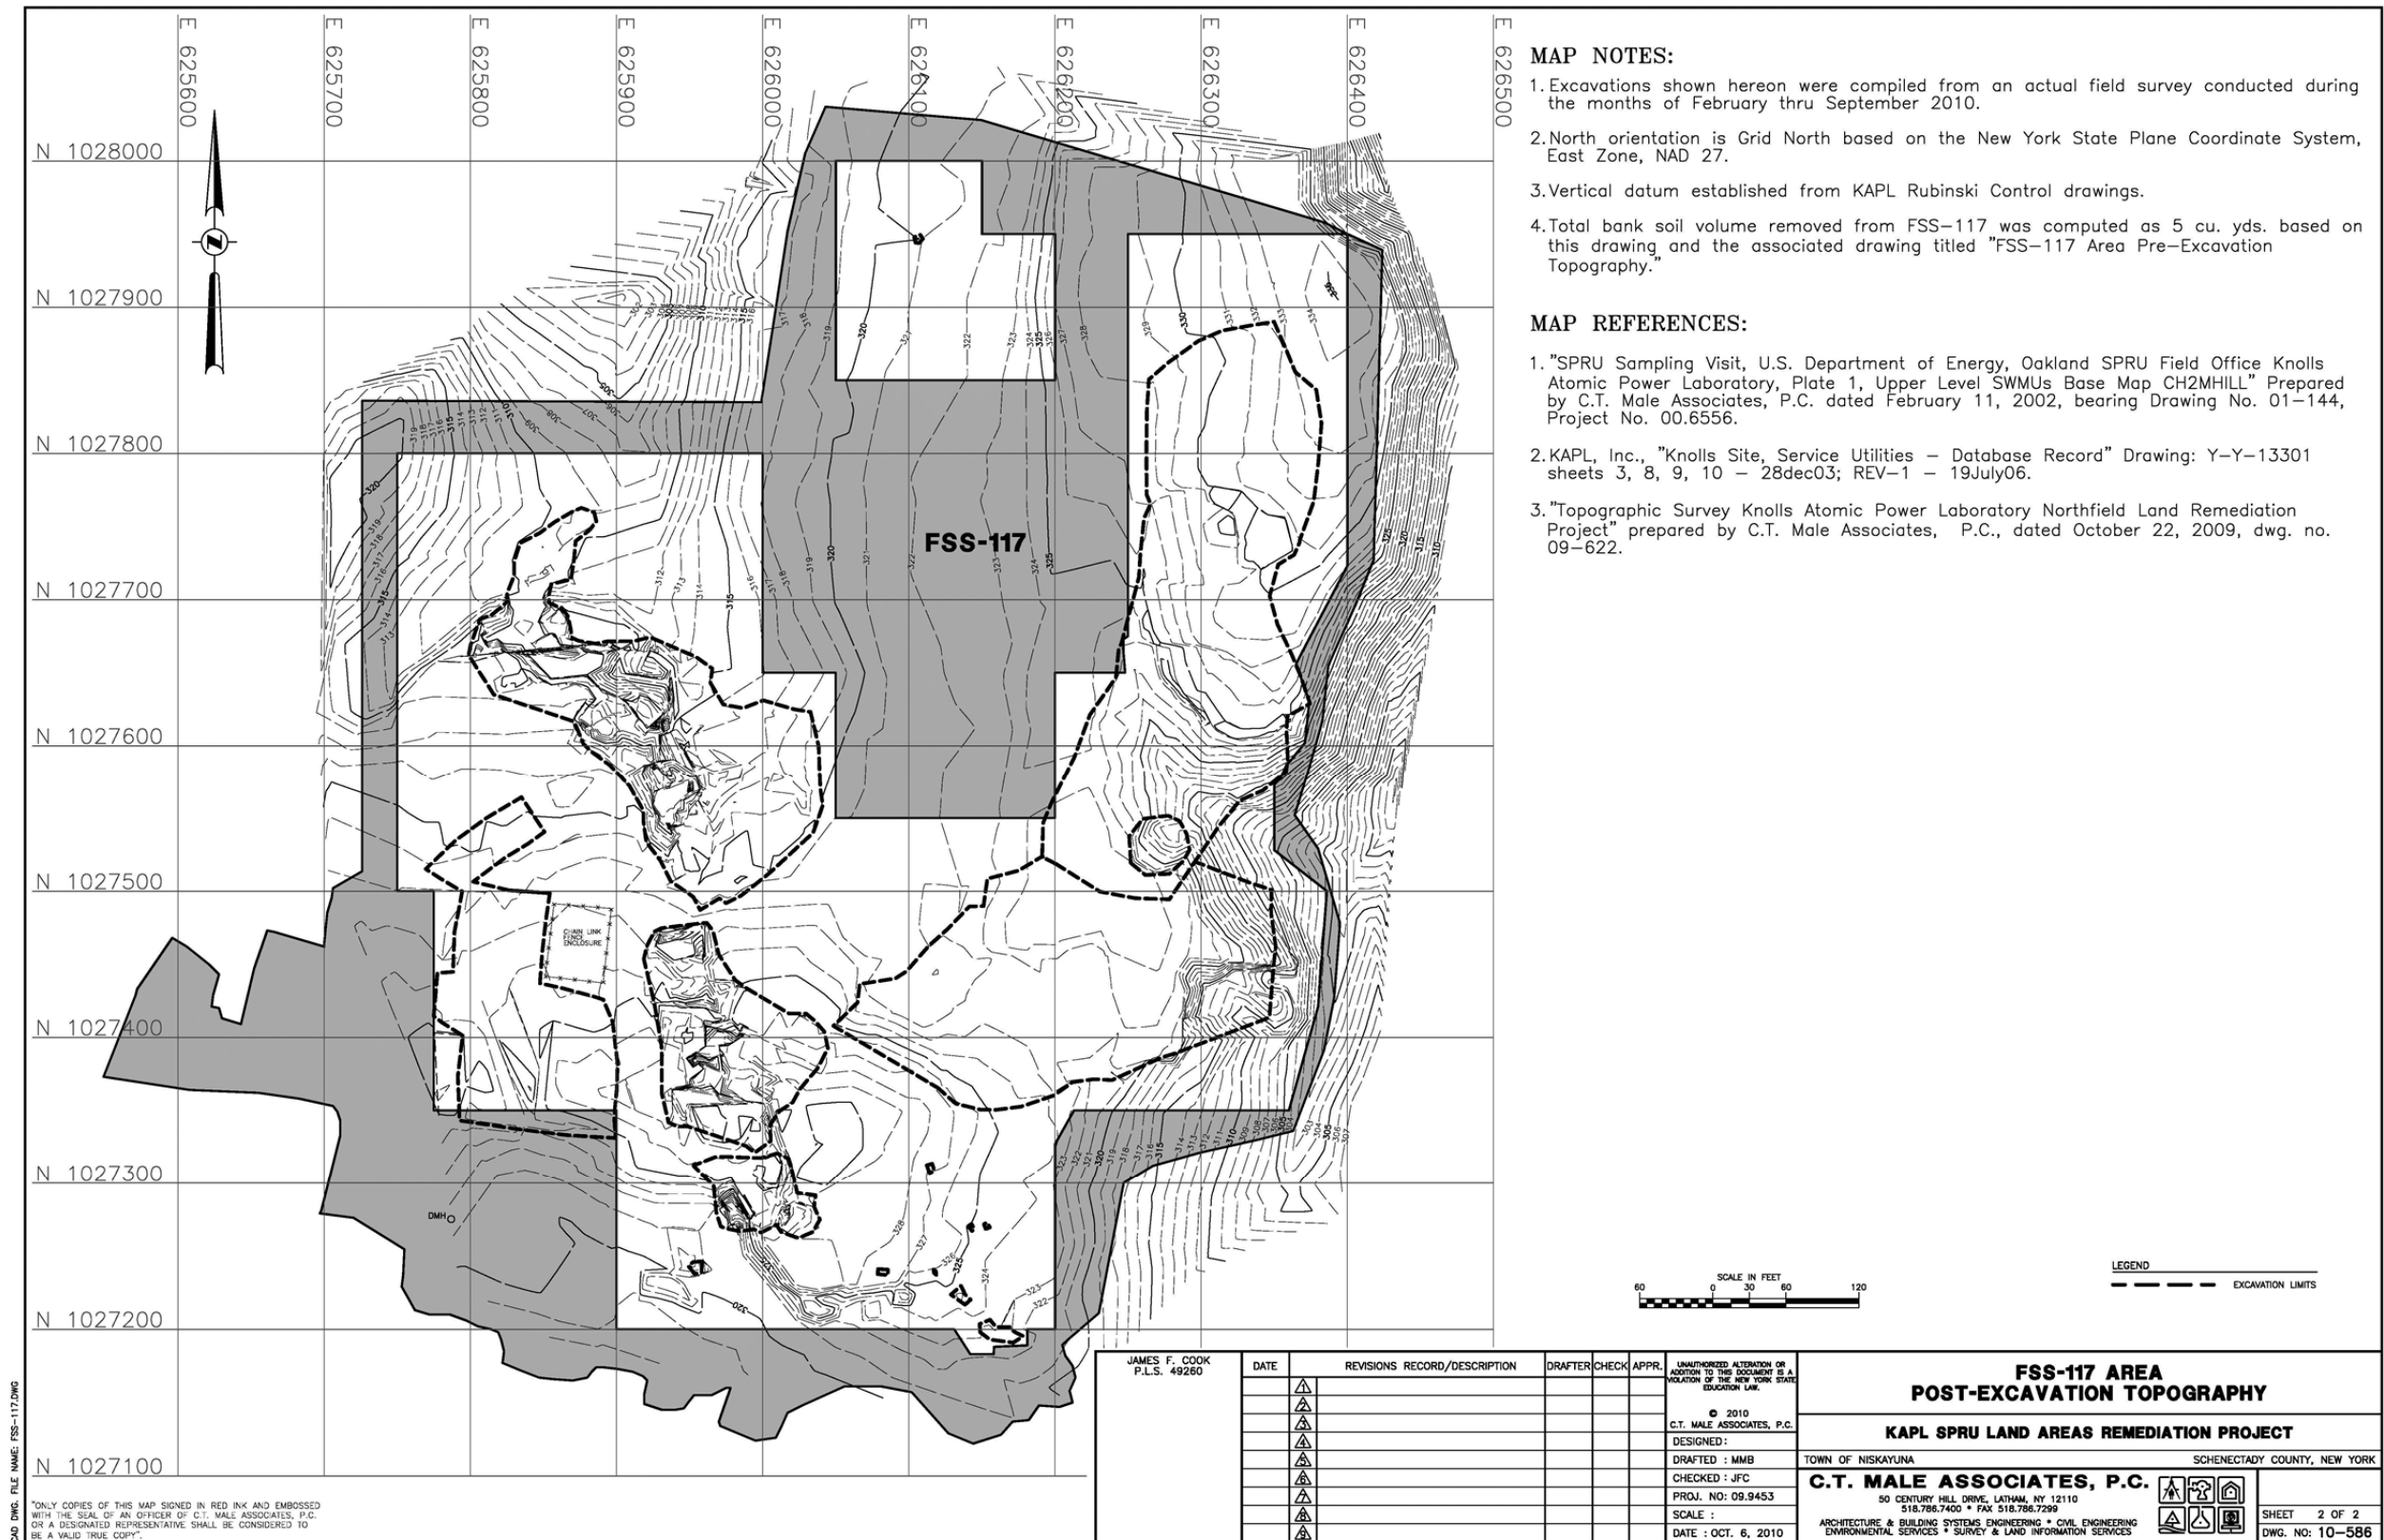 E 625600
E 625700
E 625800
E 625900
E 626000
E 626100
E 626200
E 626300
E 626400
E 626500
N 1028000
N 1027900
N 1027800
N 1027700
N 1027600
N 1027500
N 1027400
N 1027300
N 1027200
N 1027100
FSS-117
CHAIN LINK
FENCE
ENCLOSURE
DMH
MAP NOTES:
1. Excavations shown hereon were compiled from an actual field survey conducted during
the months of February thru September 2010.
2. North orientation is Grid North based on the New York State Plane Coordinate System,
East Zone, NAD 27.
3. Vertical datum established from KAPL Rubinski Control drawings.
4. Total bank soil volume removed from FSS-117 was computed as 5 cu. yds. based on
this drawing and the associated drawing titled "FSS-117 Area Pre-Excavation
Topography."
MAP REFERENCES:
1. "SPRU Sampling Visit, U.S. Department of Energy, Oakland SPRU Field Office Knolls
Atomic Power Laboratory, Plate 1, Upper Level SWMUs Base Map CH2MHILL" Prepared
by C.T. Male Associates, P.C. dated February 11, 2002, bearing Drawing No. 01-144,
Project No. 00.6556.
2. KAPL, Inc., "Knolls Site, Service Utilities - Database Record" Drawing: Y-Y-13301
sheets 3, 8, 9, 10 - 28dec03; REV-1 - 19July06.
3. "Topographic Survey Knolls Atomic Power Laboratory Northfield Land Remediation
Project" prepared by C.T. Male Associates, P.C., dated October 22, 2009, dwg. no.
09-622.
SCALE IN FEET
60 0 30 60 120
LEGEND
EXCAVATION LIMITS
JAMES F. COOK
P.L.S. 49260
DATE REVISIONS RECORD/DESCRIPTION DRAFTER CHECK APPR.
1
2
3
4
5
6
7
8
9
UNAUTHORIZED ALTERATION OR
ADDITION TO THIS DOCUMENT IS A
VIOLATION OF THE NEW YORK STATE
EDUCATION LAW.
© 2010
C.T. MALE ASSOCIATES, P.C.
DESIGNED:
DRAFTED : MMB
CHECKED : JFC
PROJ. NO: 09.9453
SCALE :
DATE : OCT. 6, 2010
FSS-117 AREA
POST-EXCAVATION TOPOGRAPHY
KAPL SPRU LAND AREAS REMEDIATION PROJECT
TOWN OF NISKAYUNA SCHENECTADY COUNTY, NEW YORK
C.T. MALE ASSOCIATES, P.C.
50 CENTURY HILL DRIVE, LATHAM, NY 12110
518.786.7400 * FAX 518.786.7299
ARCHITECTURE & BUILDING SYSTEMS ENGINEERING * CIVIL ENGINEERING
ENVIRONMENTAL SERVICES * SURVEY & LAND INFORMATION SERVICES
SHEET 2 OF 2
DWG. NO: 10-586
CAD DWG. FILE NAME: FSS-117.DWG
"ONLY COPIES OF THIS MAP SIGNED IN RED INK AND EMBOSSED
WITH THE SEAL OF AN OFFICER OF C.T. MALE ASSOCIATES, P.C.
OR A DESIGNATED REPRESENTATIVE SHALL BE CONSIDERED TO
BE A VALID TRUE COPY".